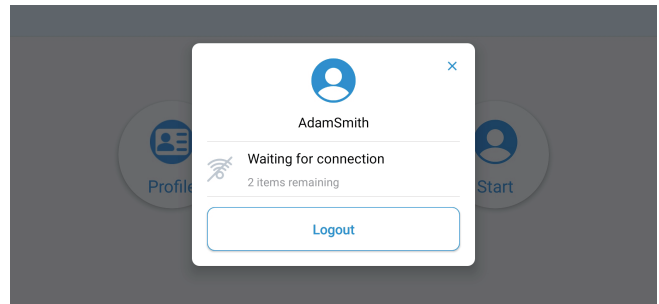 AdamSmith
Waiting for connection
2 items remaining
Profile
Start
Logout